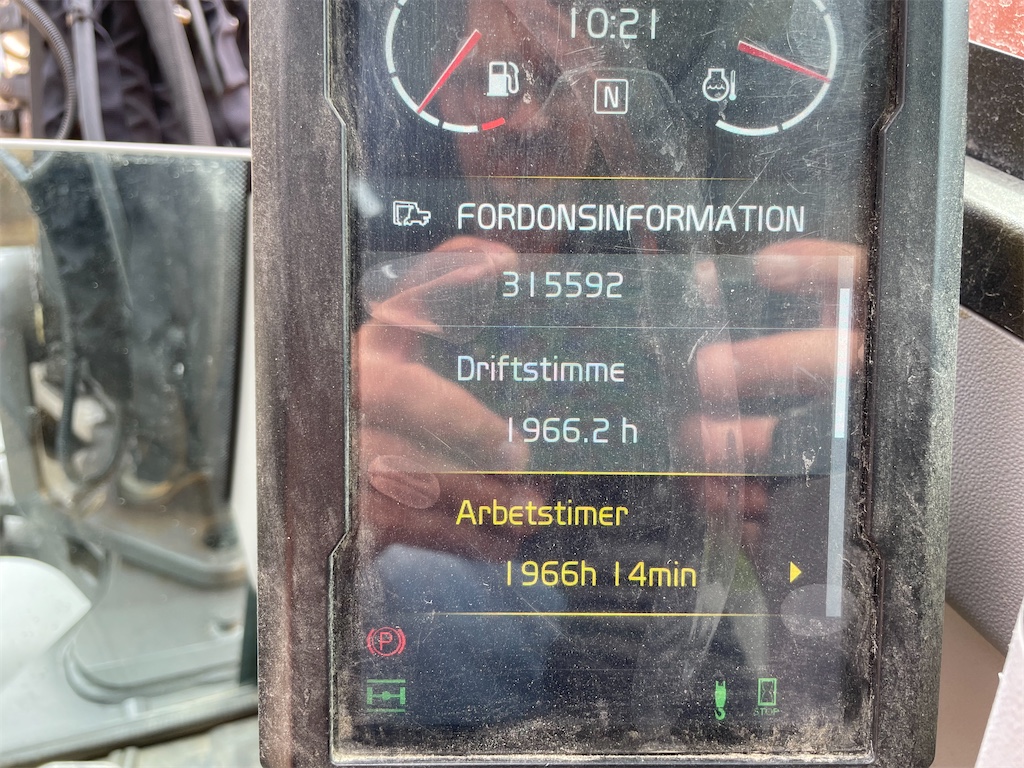 10:21
N
FORDONSINFORMATION
315592
Driftstimme
1966.2 h
Arbetstimer
1966h 14min
P
STOP